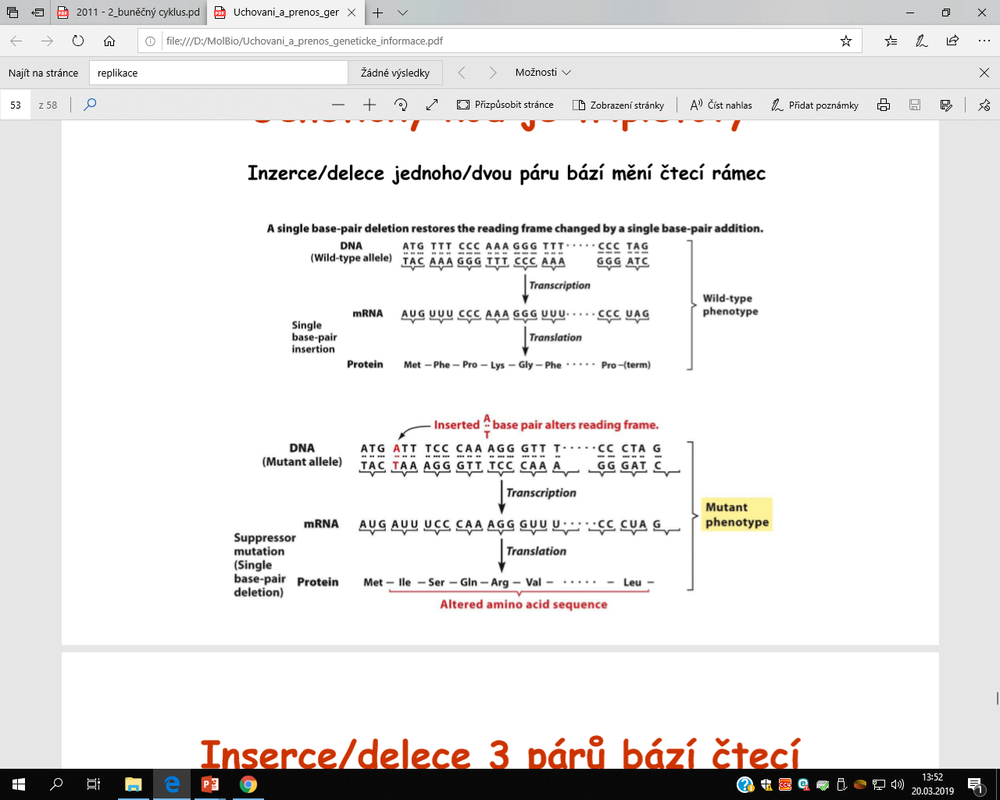 2011 - 2_buněčný cyklus.pd
Uchovani_a_prenos_ger
file:///D:/MolBio/Uchovani_a_prenos_geneticke_informace.pdf
Najít na stránce
replikace
Žádné výsledky
Možnosti
53 z 58
Přizpůsobit stránce
Zobrazení stránky
Číst nahlas
Přidat poznámky
Inzerce/delece jednoho/dvou páru bází mění čtecí rámec
A single base-pair deletion restores the reading frame changed by a single base-pair addition.
DNA
(Wild-type allele)
ATG TTT CCC AAA GGG TTT·····CCC TAG
TAC AAA GGG TTT CCC AAA GGG ATC
Transcription
Wild-type
phenotype
mRNA
AUG UUU CCC AAA GGG UUU·····CCC UAG
Single
base-pair
insertion
Translation
Protein
Met – Phe – Pro – Lys – Gly – Phe ····· Pro –(term)
Inserted A T base pair alters reading frame.
DNA
(Mutant allele)
ATG ATT TCC CAA AGG GTT T·····CC CTA G
TAC TAA AGG GTT TCC CAA A GG GAT C
Transcription
Mutant
phenotype
mRNA
AUG AUU UCC CAA AGG GUU U·····CC CUA G
Suppressor
mutation
(Single
base-pair
deletion)
Translation
Protein
Met – Ile – Ser – Gln – Arg – Val – ····· – Leu –
Altered amino acid sequence
Inserce/delece 3 párů bází čtecí
13:52
20.03.2019
1